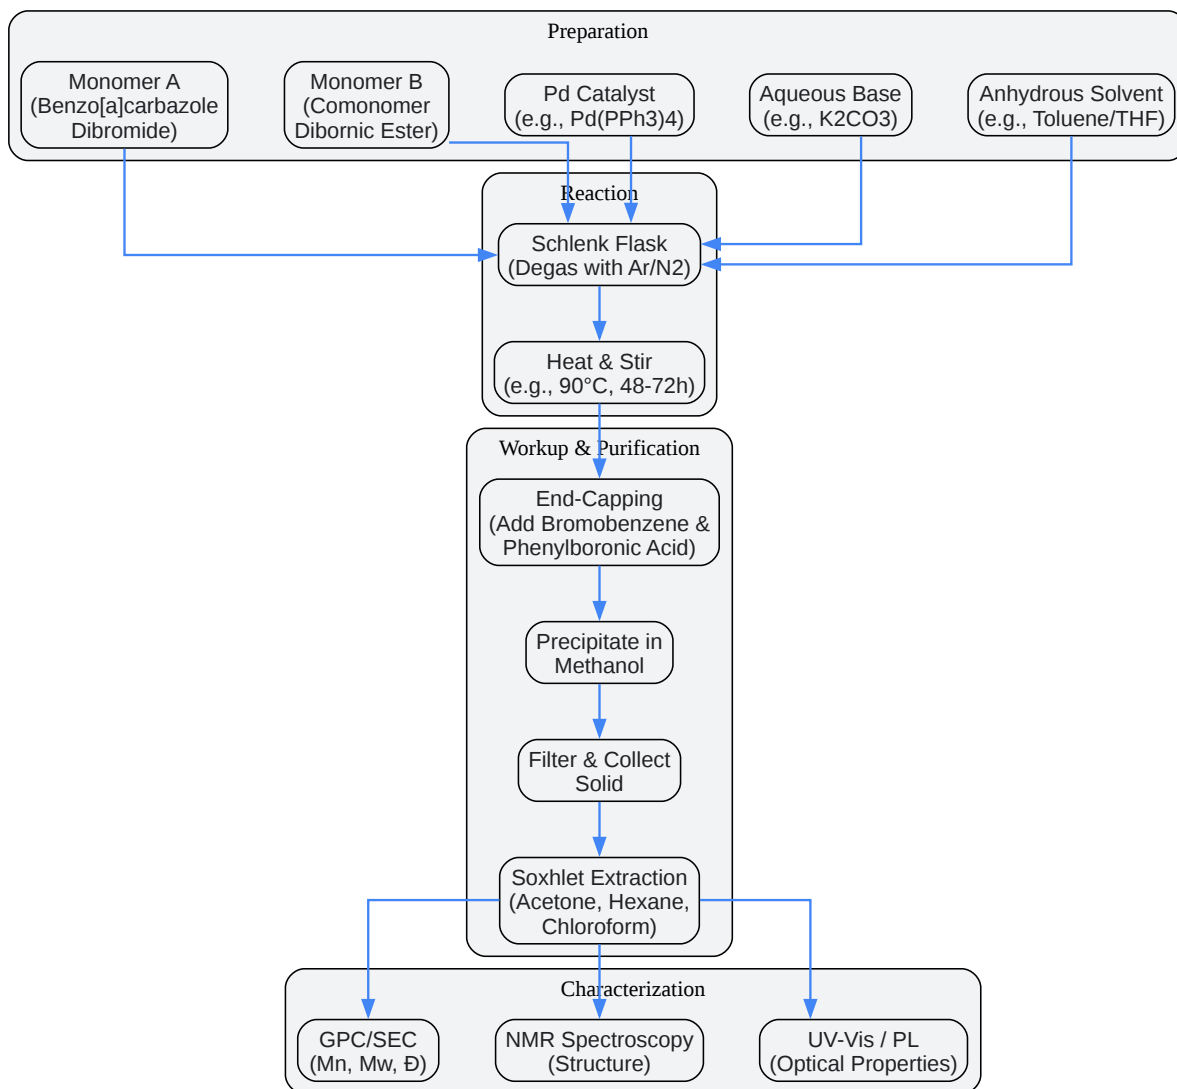 Preparation
Monomer A
(Benzo[a]carbazole
Dibromide)
Monomer B
(Comonomer
Dibornic Ester)
Pd Catalyst
(e.g., Pd(PPh3)4)
Aqueous Base
(e.g., K2CO3)
Anhydrous Solvent
(e.g., Toluene/THF)
Reaction
Schlenk Flask
(Degas with Ar/N2)
Heat & Stir
(e.g., 90°C, 48-72h)
Workup & Purification
End-Capping
(Add Bromobenzene &
Phenylboronic Acid)
Precipitate in
Methanol
Filter & Collect
Solid
Soxhlet Extraction
(Acetone, Hexane,
Chloroform)
Characterization
GPC/SEC
(Mn, Mw, Đ)
NMR Spectroscopy
(Structure)
UV-Vis / PL
(Optical Properties)